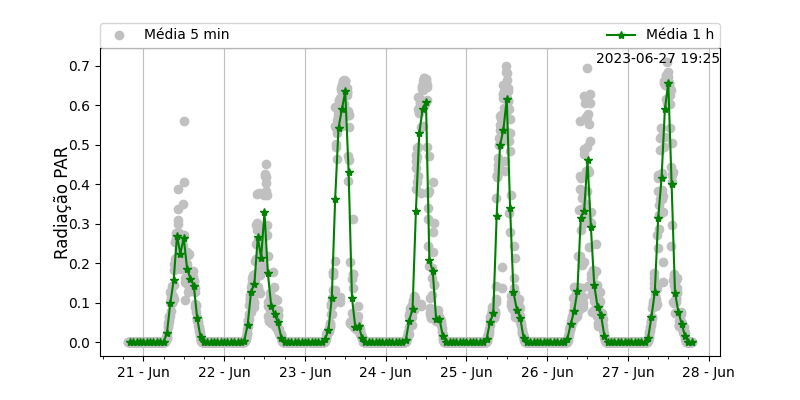 Média 5 min
Média 1 h
2023-06-27 19:25
Radiação PAR
0.7
0.6
0.5
0.4
0.3
0.2
0.1
0.0
21 - Jun
22 - Jun
23 - Jun
24 - Jun
25 - Jun
26 - Jun
27 - Jun
28 - Jun